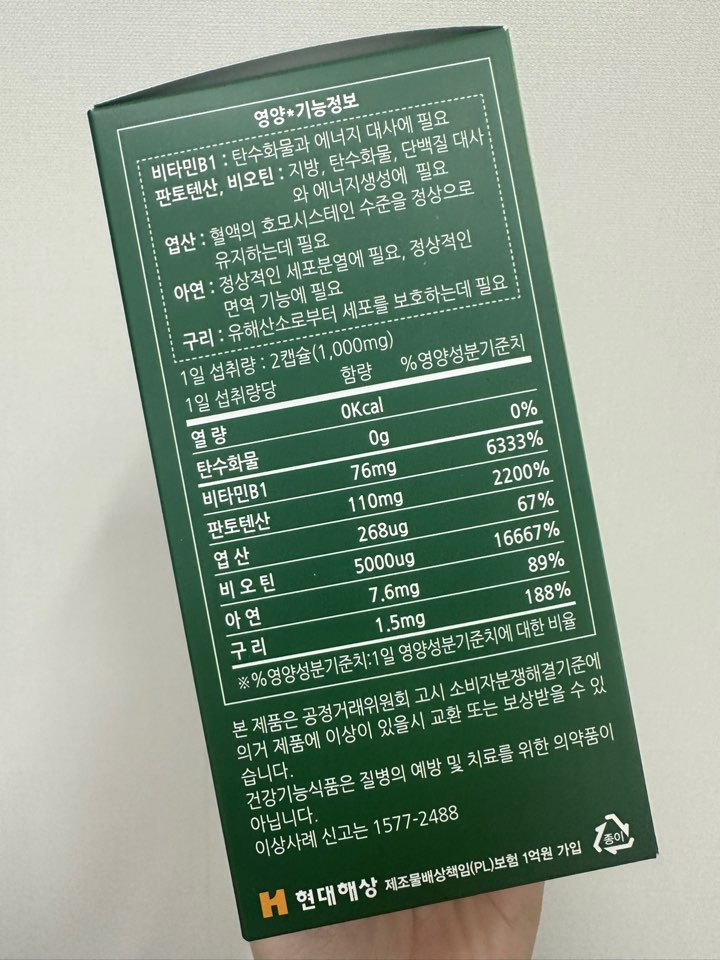 영양*기능정보
비타민B1 : 탄수화물과 에너지 대사에 필요
판토텐산, 비오틴 : 지방, 탄수화물, 단백질 대사
와 에너지생성에 필요
엽산 : 혈액의 호모시스테인 수준을 정상으로
유지하는데 필요
아연 : 정상적인 세포분열에 필요, 정상적인
면역 기능에 필요
구리 : 유해산소로부터 세포를 보호하는데 필요
1일 섭취량 : 2캡슐(1,000mg)
1일 섭취량당 함량 %영양성분기준치
열 량 0Kcal
탄수화물 0g 0%
비타민B1 76mg 6333%
판토텐산 110mg 2200%
엽 산 268ug 67%
비 오 틴 5000ug 16667%
아 연 7.6mg 89%
구 리 1.5mg 188%
※%영양성분기준치:1일 영양성분기준치에 대한 비율
본 제품은 공정거래위원회 고시 소비자분쟁해결기준에
의거 제품에 이상이 있을시 교환 또는 보상받을 수 있
습니다.
건강기능식품은 질병의 예방 및 치료를 위한 의약품이
아닙니다.
이상사례 신고는 1577-2488
현대해상 제조물배상책임(PL)보험 1억원 가입
종이